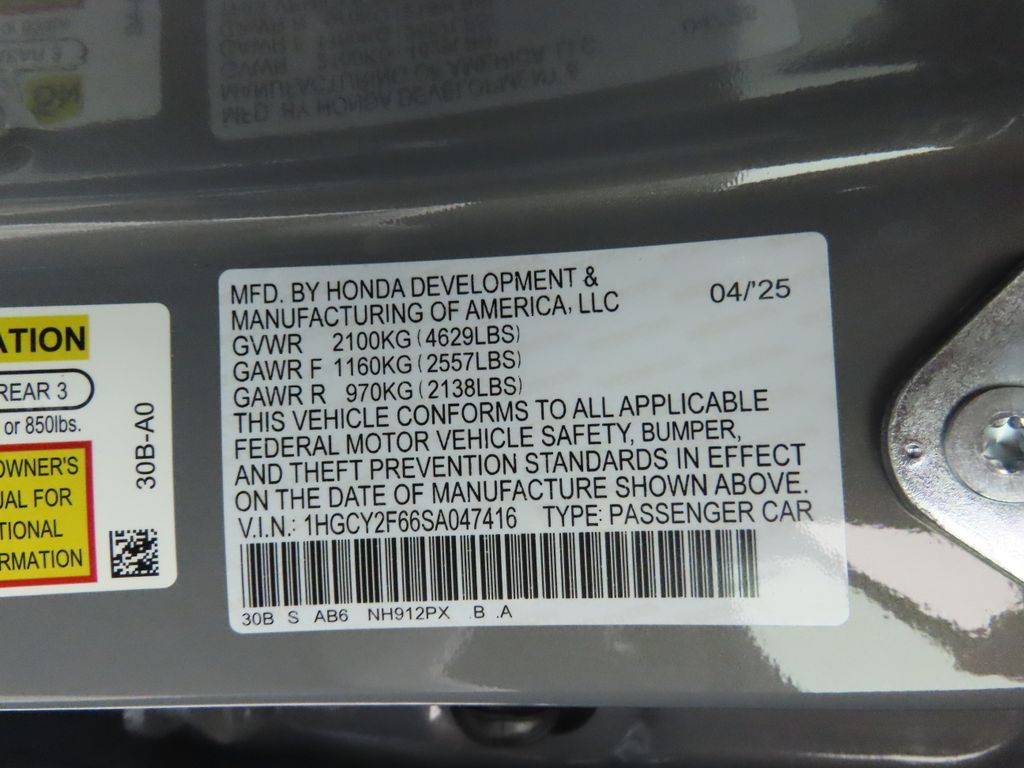 MFD. BY HONDA DEVELOPMENT &
MANUFACTURING OF AMERICA, LLC
04/'25
GVWR 2100KG (4629LBS)
GAWR F 1160KG (2557LBS)
GAWR R 970KG (2138LBS)
THIS VEHICLE CONFORMS TO ALL APPLICABLE
FEDERAL MOTOR VEHICLE SAFETY, BUMPER,
AND THEFT PREVENTION STANDARDS IN EFFECT
ON THE DATE OF MANUFACTURE SHOWN ABOVE.
V.I.N.: 1HGCY2F66SA047416 TYPE: PASSENGER CAR
30B S AB6 NH912PX .B .A
ATION
REAR 3
or 850lbs.
OWNER'S
UAL FOR
TIONAL
RMATION
30B-A0